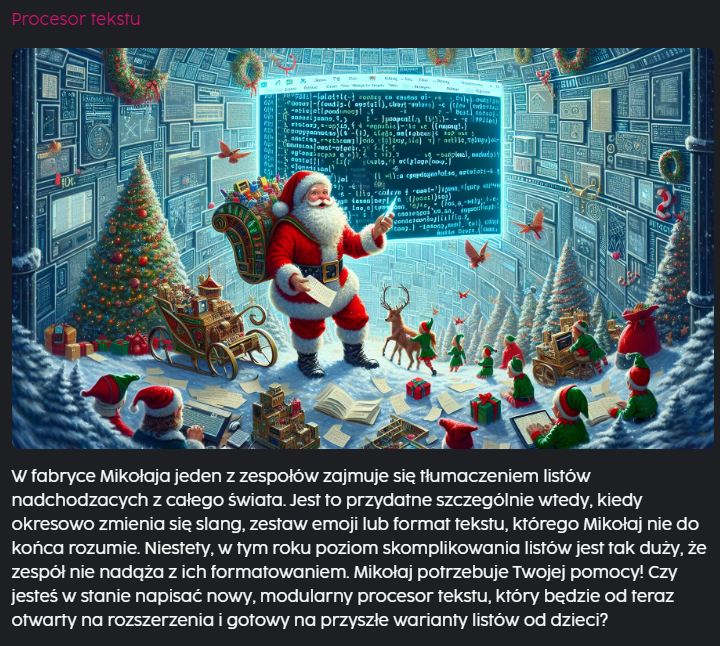 Procesor tekstu
W fabryce Mikołaja jeden z zespołów zajmuje się tłumaczeniem listów
nadchodzacych z całego świata. Jest to przydatne szczególnie wtedy, kiedy
okresowo zmienia się slang, zestaw emoji lub format tekstu, którego Mikołaj nie do
końca rozumie. Niestety, w tym roku poziom skomplikowania listów jest tak duży, że
zespół nie nadąża z ich formatowaniem. Mikołaj potrzebuje Twojej pomocy! Czy
jesteś w stanie napisać nowy, modularny procesor tekstu, który będzie od teraz
otwarty na rozszerzenia i gotowy na przyszłe warianty listów od dzieci?